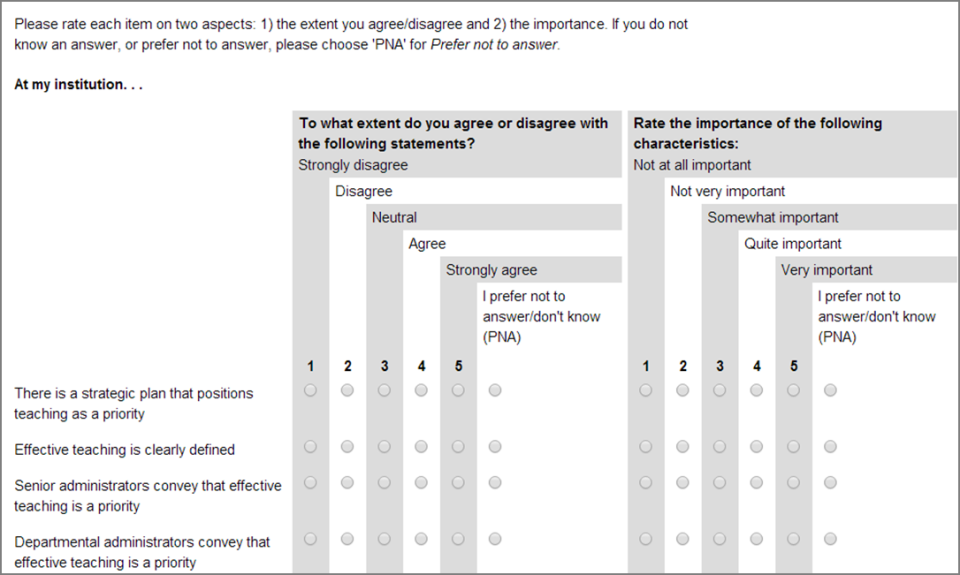 Please rate each item on two aspects: 1) the extent you agree/disagree and 2) the importance. If you do not
know an answer, or prefer not to answer, please choose 'PNA' for Prefer not to answer.
At my institution. . .
To what extent do you agree or disagree with
the following statements?
Strongly disagree
Disagree
Neutral
Agree
Strongly agree
I prefer not to
answer/don't know
(PNA)
Rate the importance of the following
characteristics:
Not at all important
Not very important
Somewhat important
Quite important
Very important
I prefer not to
answer/don't know
(PNA)
1 2 3 4 5 1 2 3 4 5
There is a strategic plan that positions
teaching as a priority
Effective teaching is clearly defined
Senior administrators convey that effective
teaching is a priority
Departmental administrators convey that
effective teaching is a priority